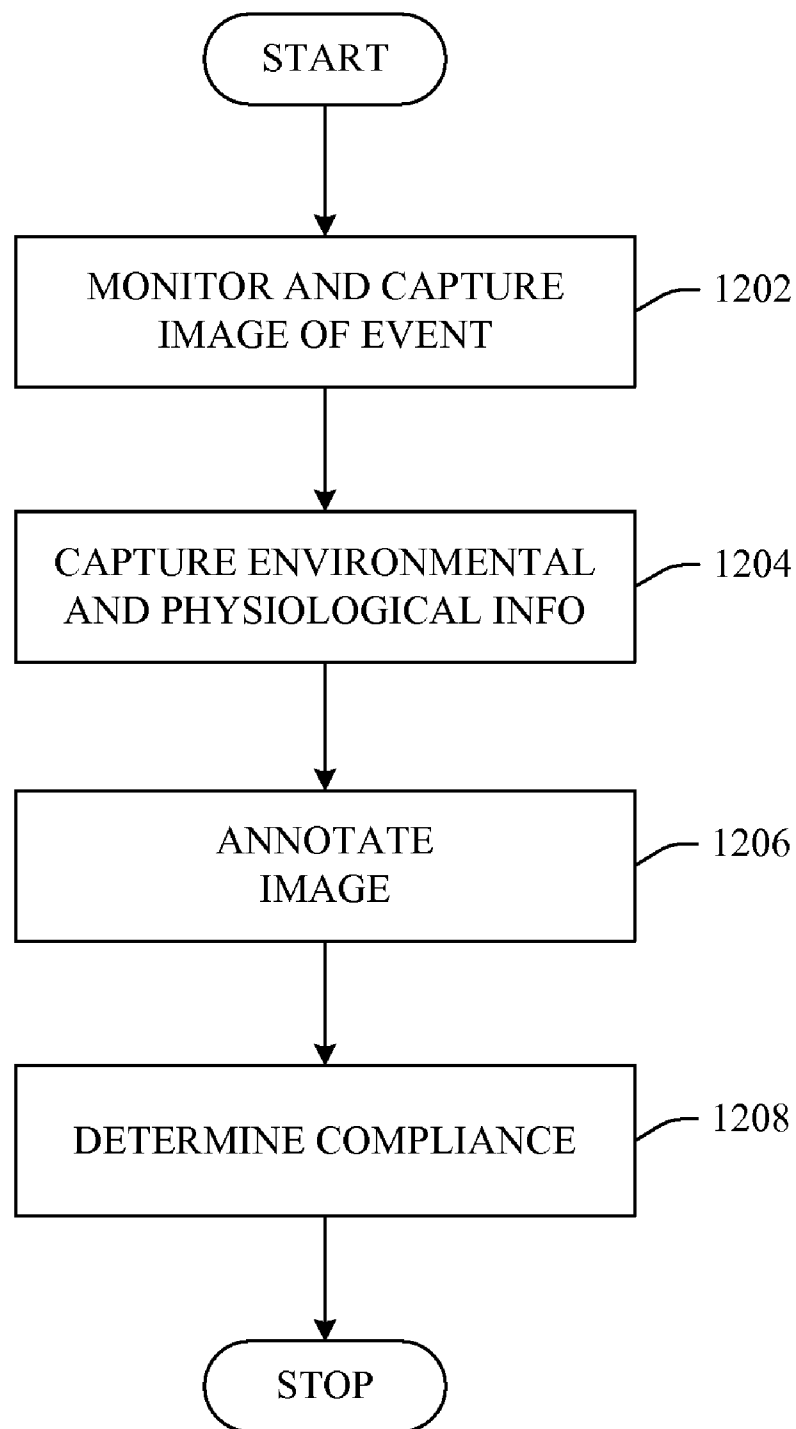 START
MONITOR AND CAPTURE
IMAGE OF EVENT
1202
CAPTURE ENVIRONMENTAL
AND PHYSIOLOGICAL INFO
1204
ANNOTATE
IMAGE
1206
DETERMINE COMPLIANCE
1208
STOP